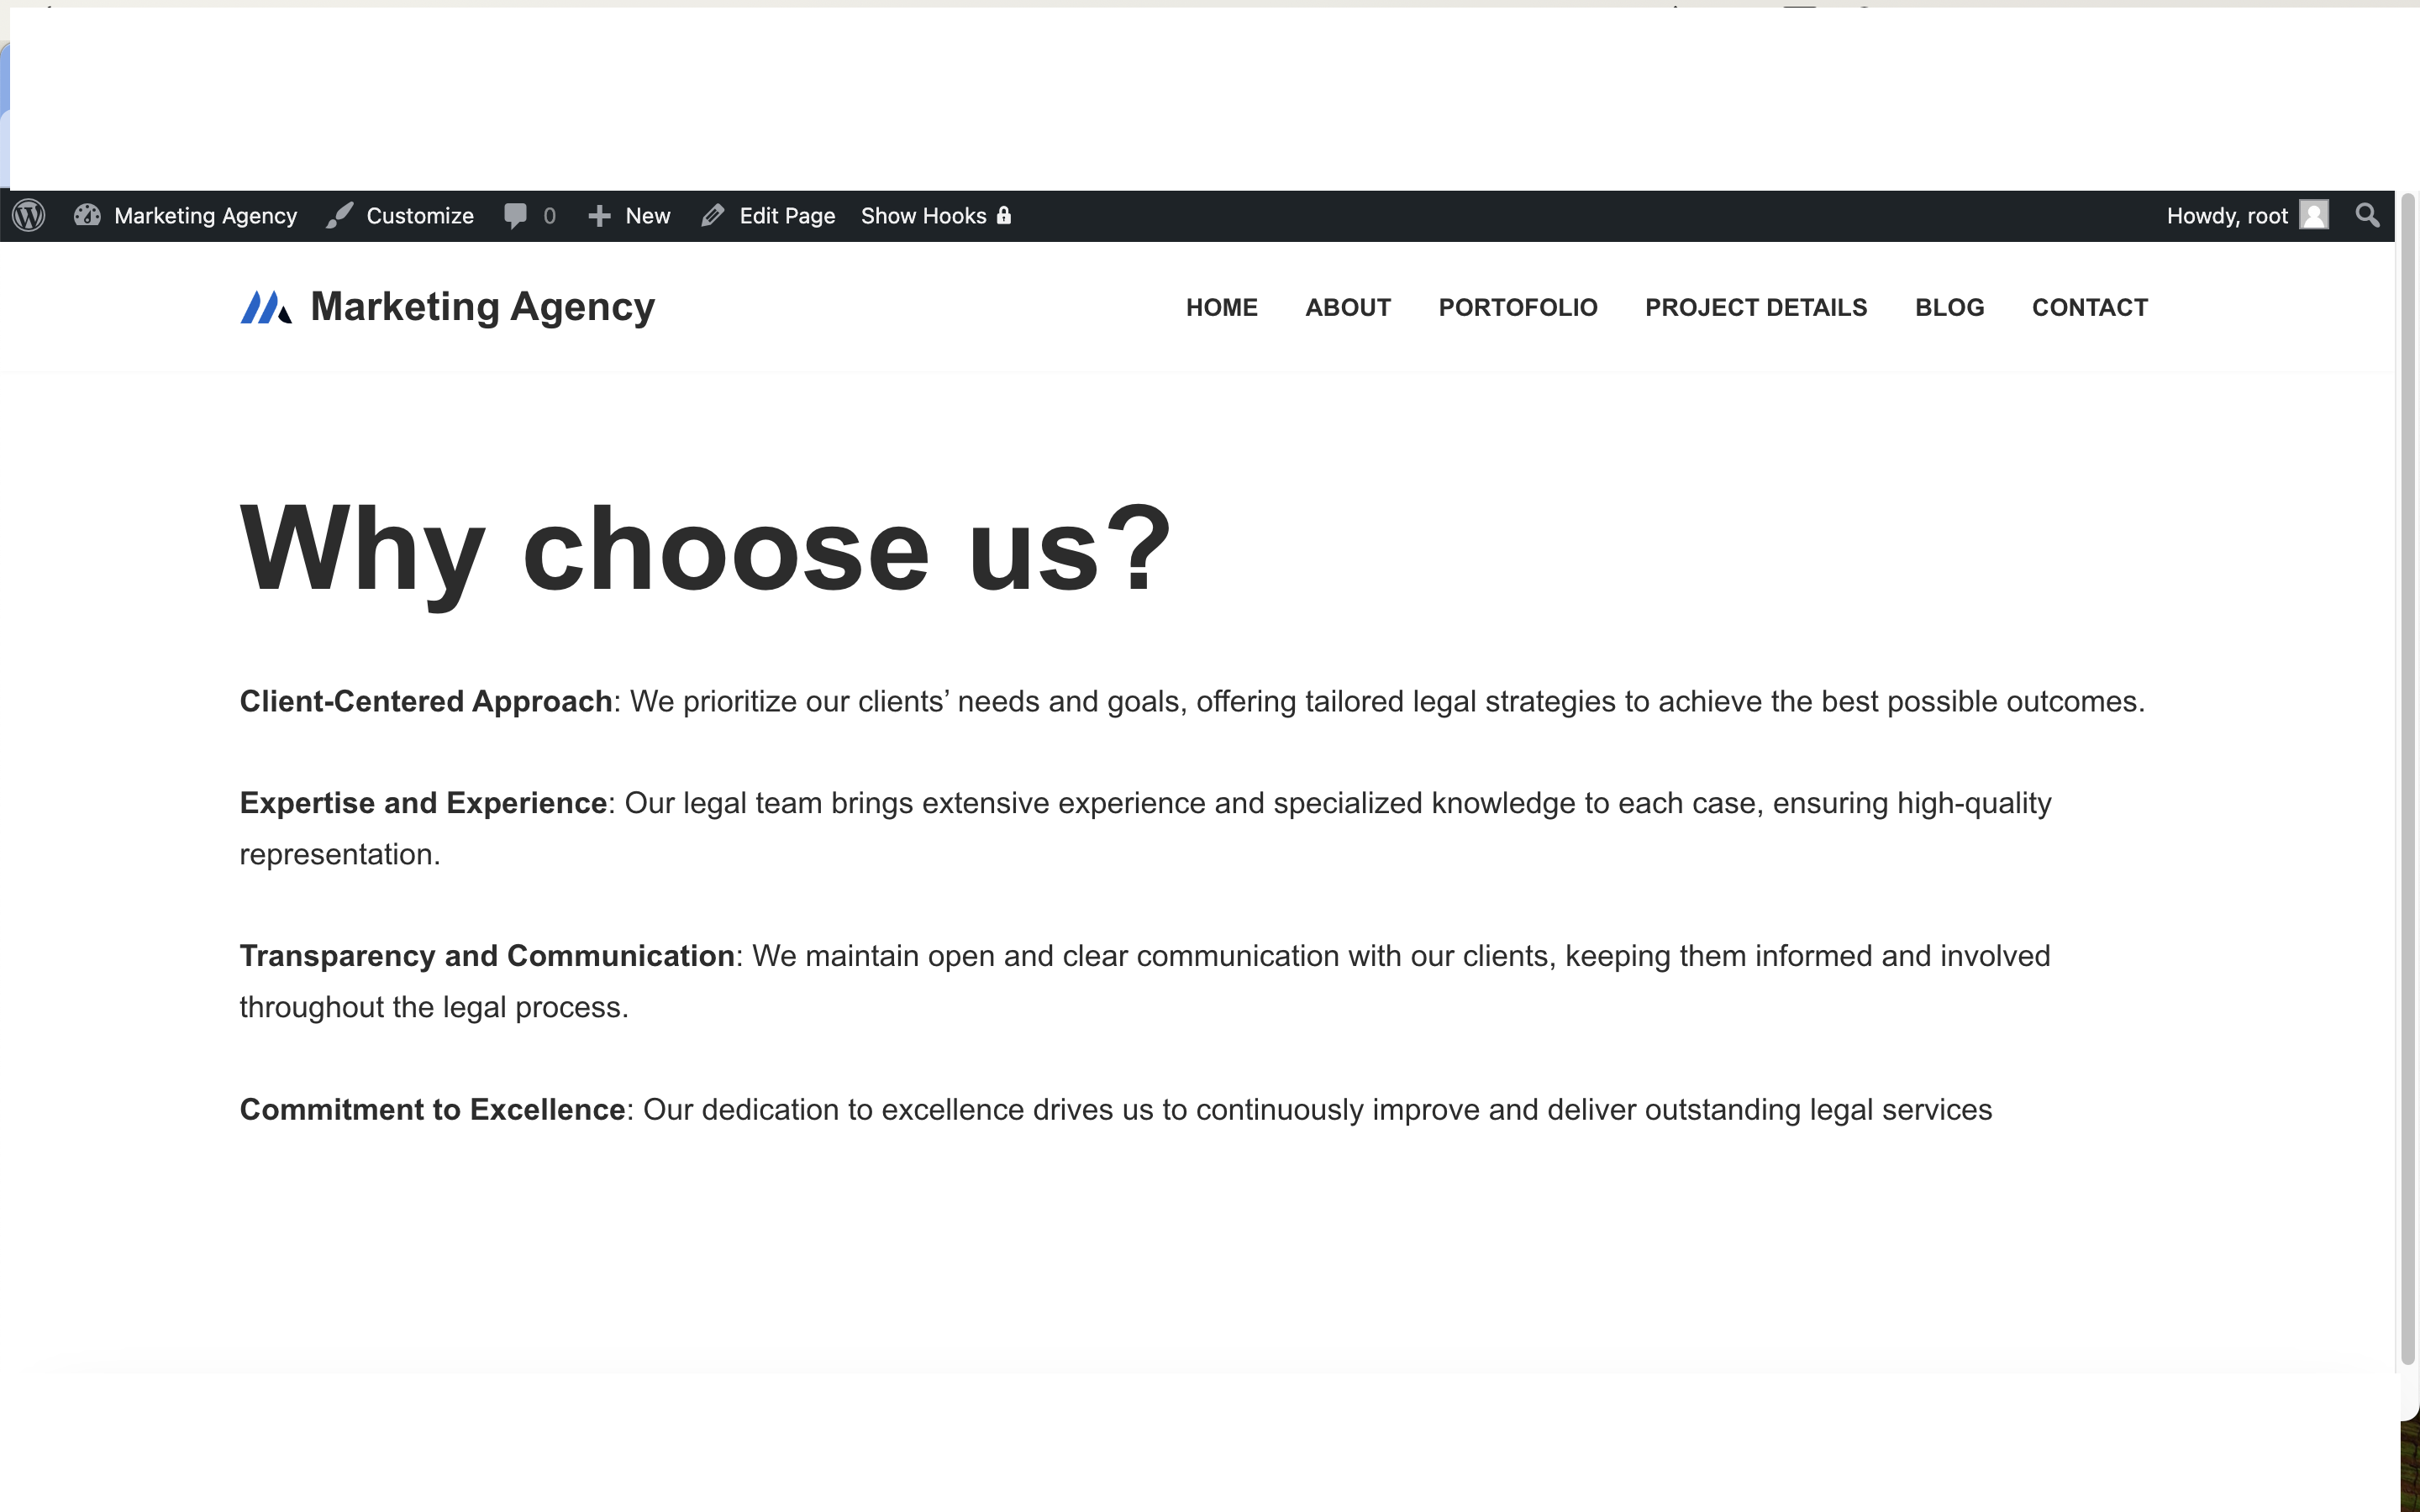 Marketing Agency Customize 0 New Edit Page Show Hooks Howdy, root
Marketing Agency HOME ABOUT PORTOFOLIO PROJECT DETAILS BLOG CONTACT
Why choose us?
Client-Centered Approach: We prioritize our clients’ needs and goals, offering tailored legal strategies to achieve the best possible outcomes.
Expertise and Experience: Our legal team brings extensive experience and specialized knowledge to each case, ensuring high-quality
representation.
Transparency and Communication: We maintain open and clear communication with our clients, keeping them informed and involved
throughout the legal process.
Commitment to Excellence: Our dedication to excellence drives us to continuously improve and deliver outstanding legal services